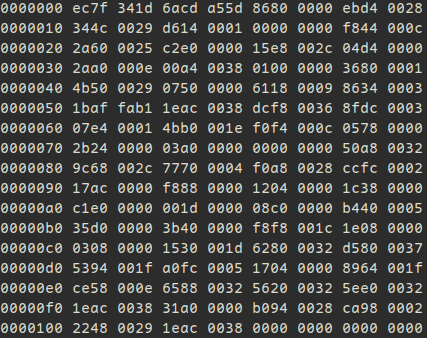 0000000 ec7f 341d 6acd a55d 8680 0000 ebd4 0028
0000010 344c 0029 d614 0001 0000 0000 f844 000c
0000020 2a60 0025 c2e0 0000 15e8 002c 04d4 0000
0000030 2aa0 000e 00a4 0038 0100 0000 3680 0001
0000040 4b50 0029 0750 0000 6118 0009 8634 0003
0000050 1baf fab1 1eac 0038 dcf8 0036 8fdc 0003
0000060 07e4 0001 4bb0 001e f0f4 000c 0578 0000
0000070 2b24 0000 03a0 0000 0000 0000 50a8 0032
0000080 9c68 002c 7770 0004 f0a8 0028 ccfc 0002
0000090 17ac 0000 f888 0000 1204 0000 1c38 0000
00000a0 c1e0 0000 001d 0000 08c0 0000 b440 0005
00000b0 35d0 0000 3b40 0000 f8f8 001c 1e08 0000
00000c0 0308 0000 1530 001d 6280 0032 d580 0037
00000d0 5394 001f a0fc 0005 1704 0000 8964 001f
00000e0 ce58 000e 6588 0032 5620 0032 5ee0 0032
00000f0 1eac 0038 31a0 0000 b094 0028 ca98 0002
0000100 2248 0029 1eac 0038 0000 0000 0000 0000